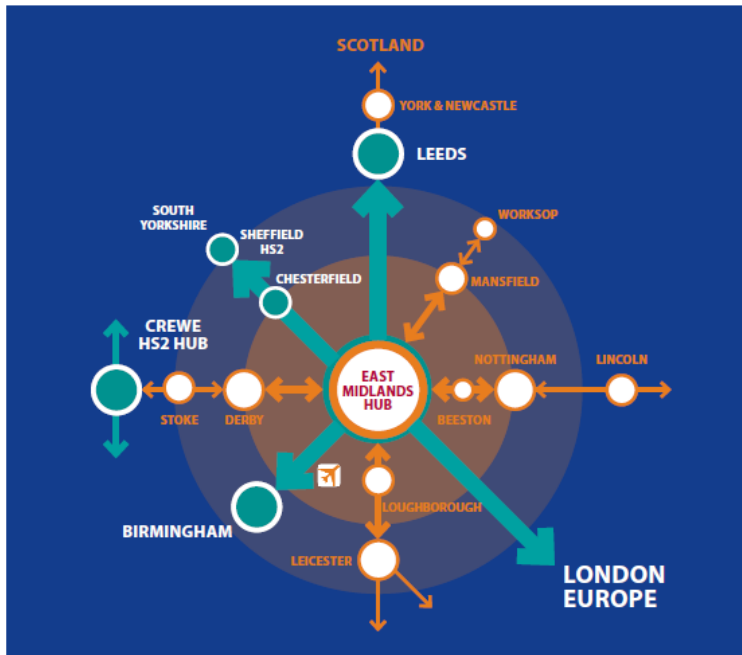 SCOTLAND
YORK & NEWCASTLE
LEEDS
WORKSOP
SOUTH
YORKSHIRE
SHEFFIELD
HS2
CHESTERFIELD
MANSFIELD
CREWE
HS2 HUB
EAST
MIDLANDS
HUB
NOTTINGHAM
LINCOLN
STOKE
DERBY
BEESTON
LOUGHBOROUGH
BIRMINGHAM
LEICESTER
LONDON
EUROPE